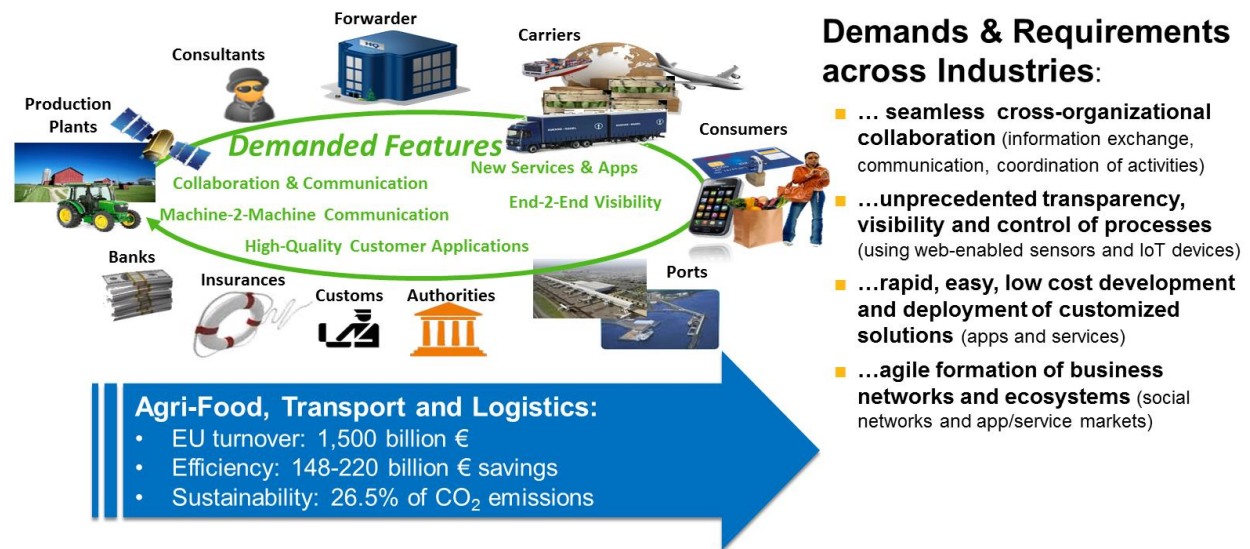 Forwarder
Carriers
Consultants
HQ
Production
Plants
Consumers
Demanded Features
New Services & Apps
Collaboration & Communication
End-2-End Visibility
Machine-2-Machine Communication
High-Quality Customer Applications
Banks
Insurances
Customs
Authorities
Ports
Agri-Food, Transport and Logistics:
• EU turnover: 1,500 billion €
• Efficiency: 148-220 billion € savings
• Sustainability: 26.5% of CO₂ emissions
Demands & Requirements
across Industries:
… seamless cross-organizational
collaboration (information exchange,
communication, coordination of activities)
…unprecedented transparency,
visibility and control of processes
(using web-enabled sensors and IoT devices)
…rapid, easy, low cost development
and deployment of customized
solutions (apps and services)
…agile formation of business
networks and ecosystems (social
networks and app/service markets)